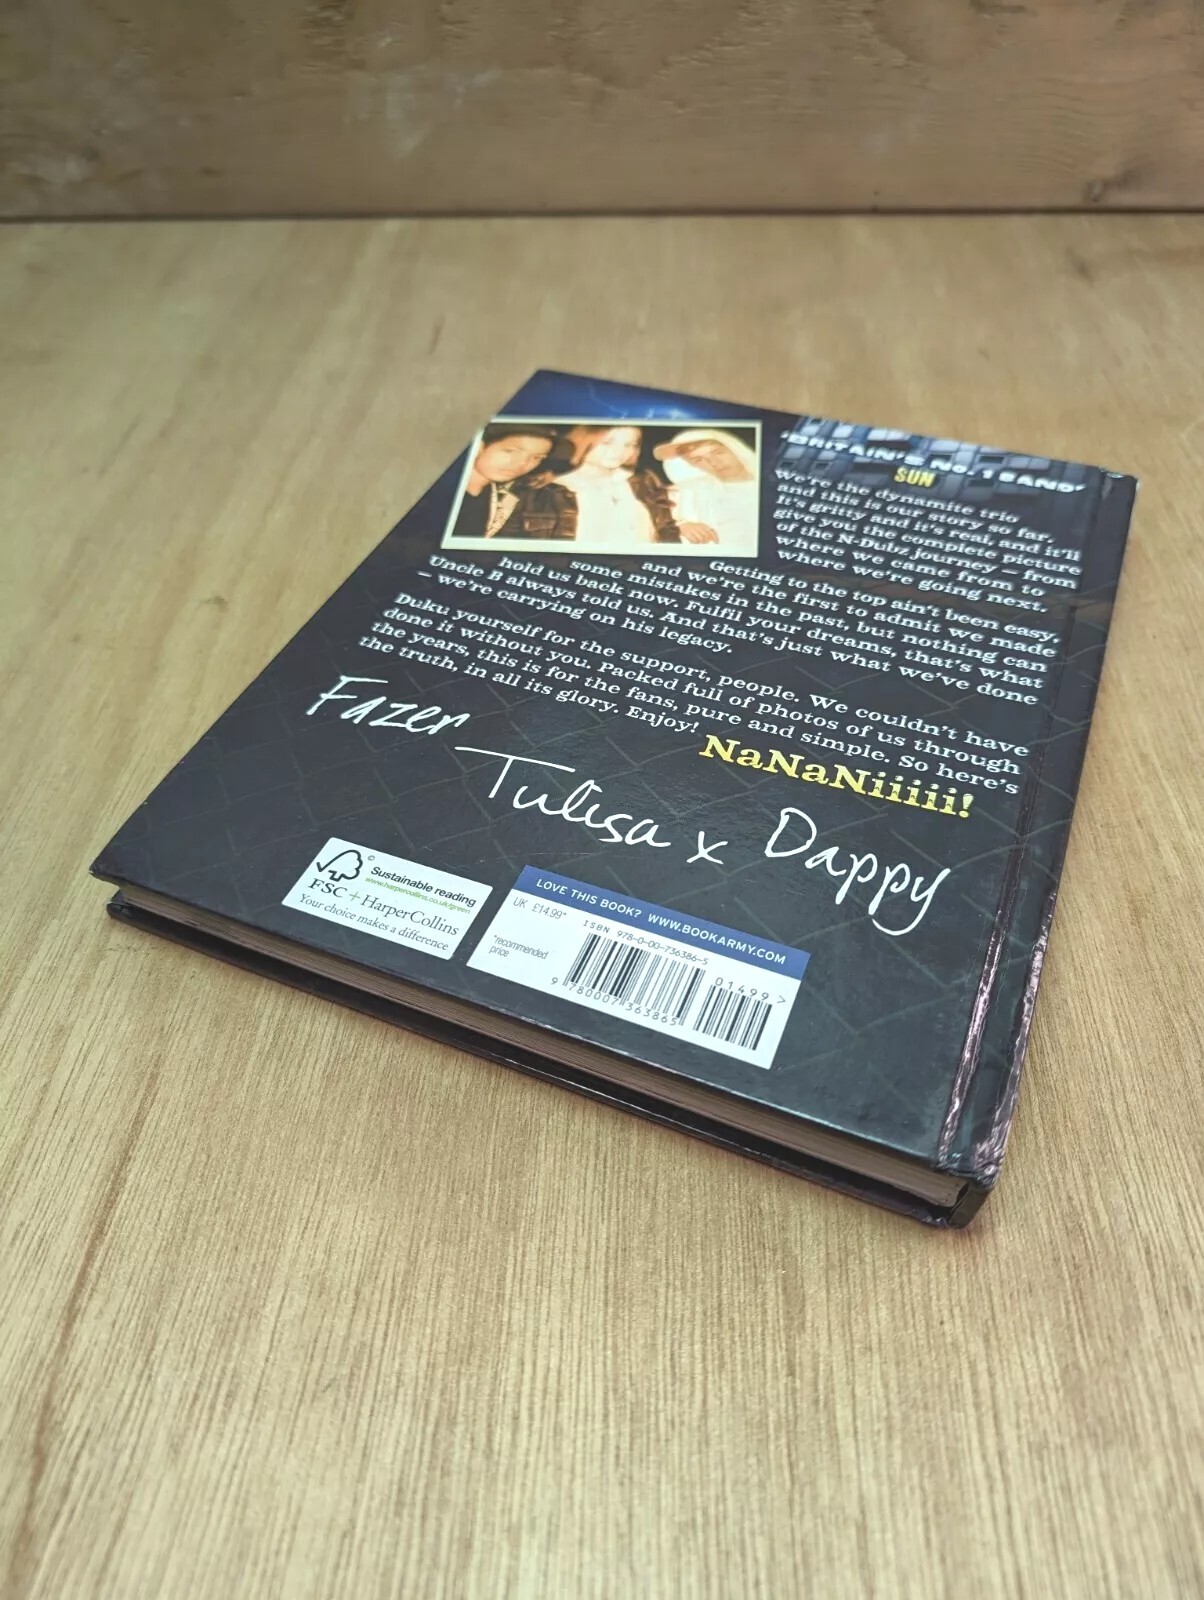 'BRITAIN'S No. 1 BAND'
SUN
We're the dynamite trio
and this is our story so far.
It's gritty and it's real, and it'll
give you the complete picture
of the N-Dubz journey – from
where we came from to
where we're going next.
Getting to the top ain't been easy,
and we're the first to admit we made
some mistakes in the past, but nothing can
hold us back now. Fulfil your dreams, that's what
Uncle B always told us. And that's just what we've done
– we're carrying on his legacy.
Duku yourself for the support, people. We couldn't have
done it without you. Packed full of photos of us through
the years, this is for the fans, pure and simple. So here's
the truth, in all its glory. Enjoy!
NaNaNiiiii!
Fazer
Tulisa x
Dappy
©
FSC
Sustainable reading
www.harpercollins.co.uk/green
+HarperCollins
Your choice makes a difference
LOVE THIS BOOK? WWW.BOOKARMY.COM
UK £14.99*
*recommended
price
ISBN 978-0-00-736386-5
01499 >
9 780007 363865